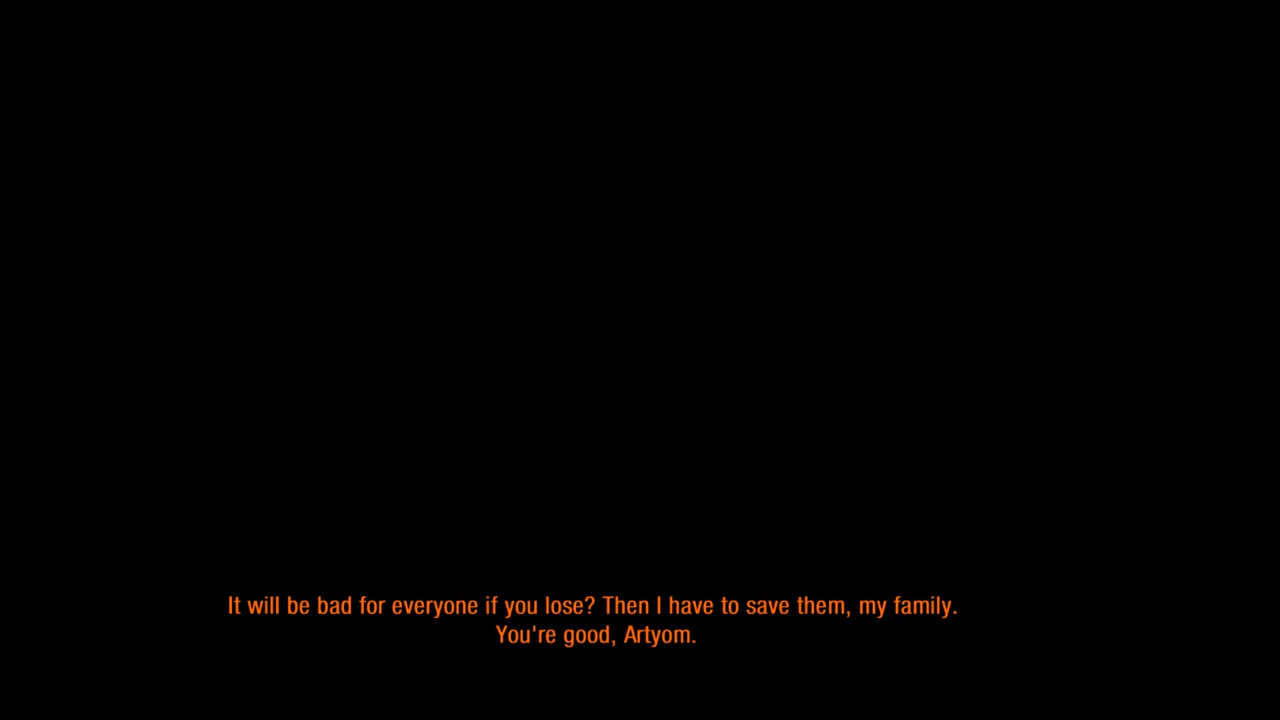 It will be bad for everyone if you lose? Then I have to save them, my family.
You're good, Artyom.